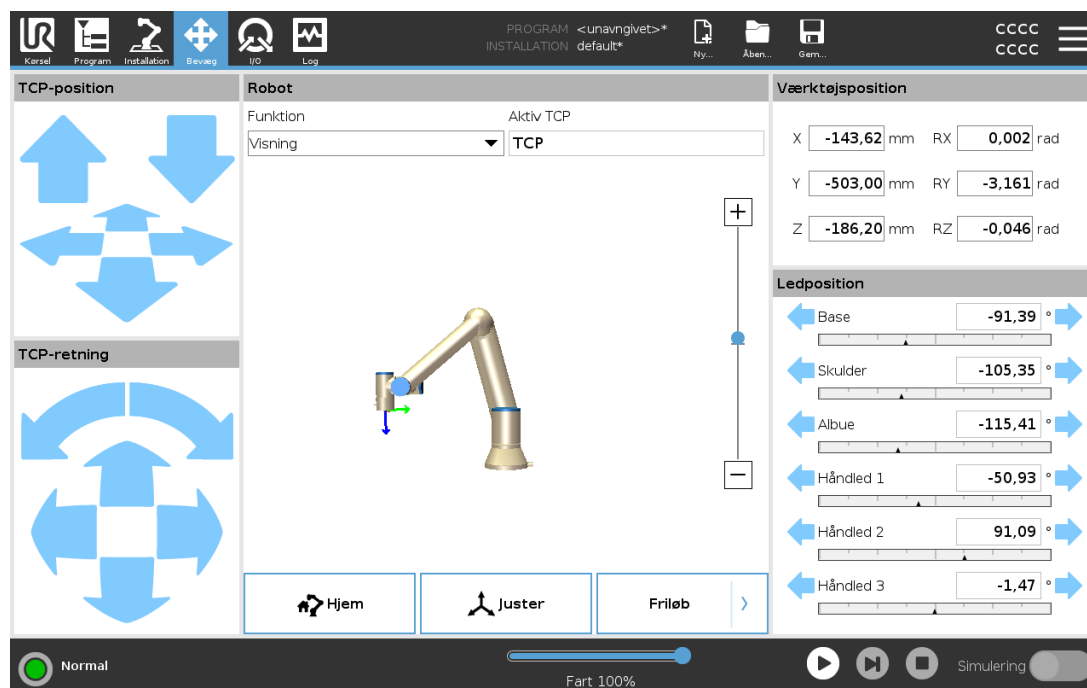 UR
Kørsel
Program
Installation
Bevæg
I/O
Log
PROGRAM <unavngivet>*
INSTALLATION default*
Ny...
Åben...
Gem...
CCCC
CCCC
TCP-position
Robot
Værktøjsposition
Funktion
Aktiv TCP
Visning
TCP
X -143,62 mm RX 0,002 rad
Y -503,00 mm RY -3,161 rad
Z -186,20 mm RZ -0,046 rad
Ledposition
Base -91,39 °
Skulder -105,35 °
Albue -115,41 °
Håndled 1 -50,93 °
Håndled 2 91,09 °
Håndled 3 -1,47 °
TCP-retning
Hjem
Juster
Friløb
Normal
Fart 100%
Simulering